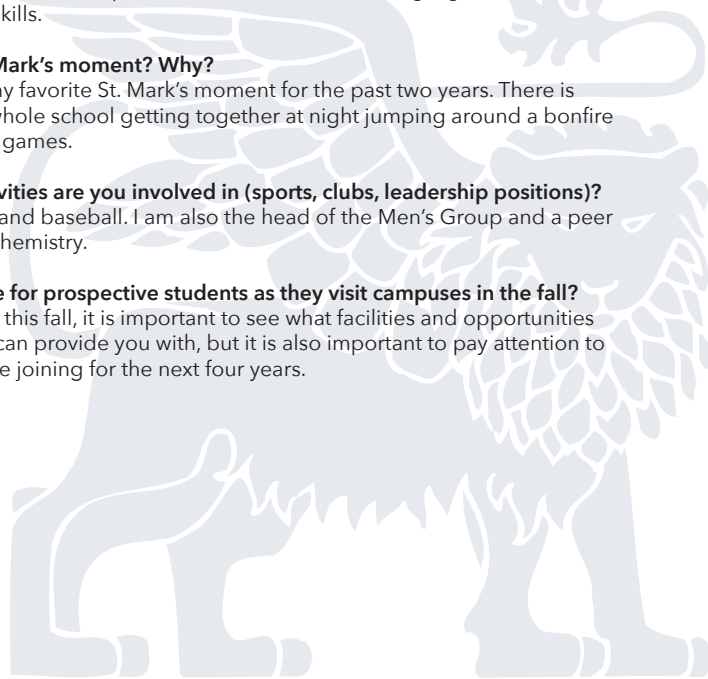 kills.
Mark’s moment? Why?
y favorite St. Mark’s moment for the past two years. There is
whole school getting together at night jumping around a bonfire
games.
vities are you involved in (sports, clubs, leadership positions)?
and baseball. I am also the head of the Men’s Group and a peer
hemistry.
e for prospective students as they visit campuses in the fall?
this fall, it is important to see what facilities and opportunities
can provide you with, but it is also important to pay attention to
e joining for the next four years.